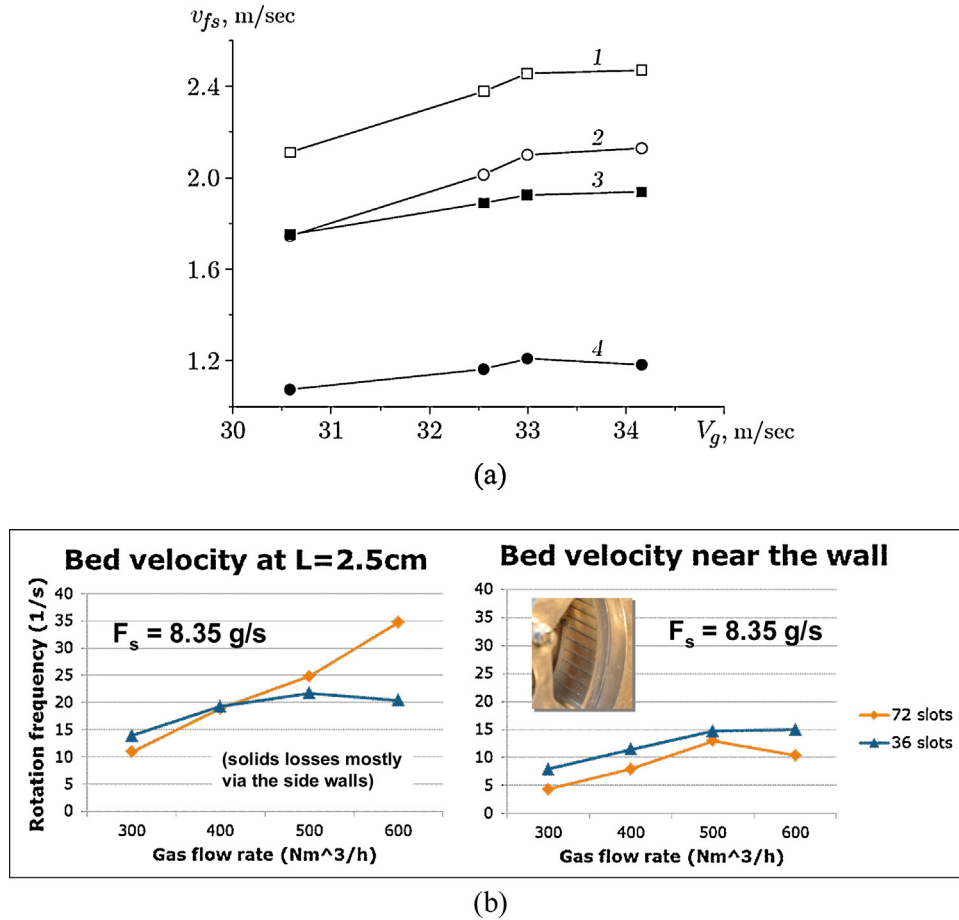 v_fs, m/sec
1
2.4
2
2.0
3
1.6
4
1.2
30 31 32 33 34 V_g, m/sec
(a)
Bed velocity at L=2.5cm
Rotation frequency (1/s)
40
35
30
25
20
15
10
5
0
F_s = 8.35 g/s
(solids losses mostly
via the side walls)
300 400 500 600
Gas flow rate (Nm^3/h)
Bed velocity near the wall
40
35
30
25
20
15
10
5
0
F_s = 8.35 g/s
300 400 500 600
Gas flow rate (Nm^3/h)
72 slots
36 slots
(b)